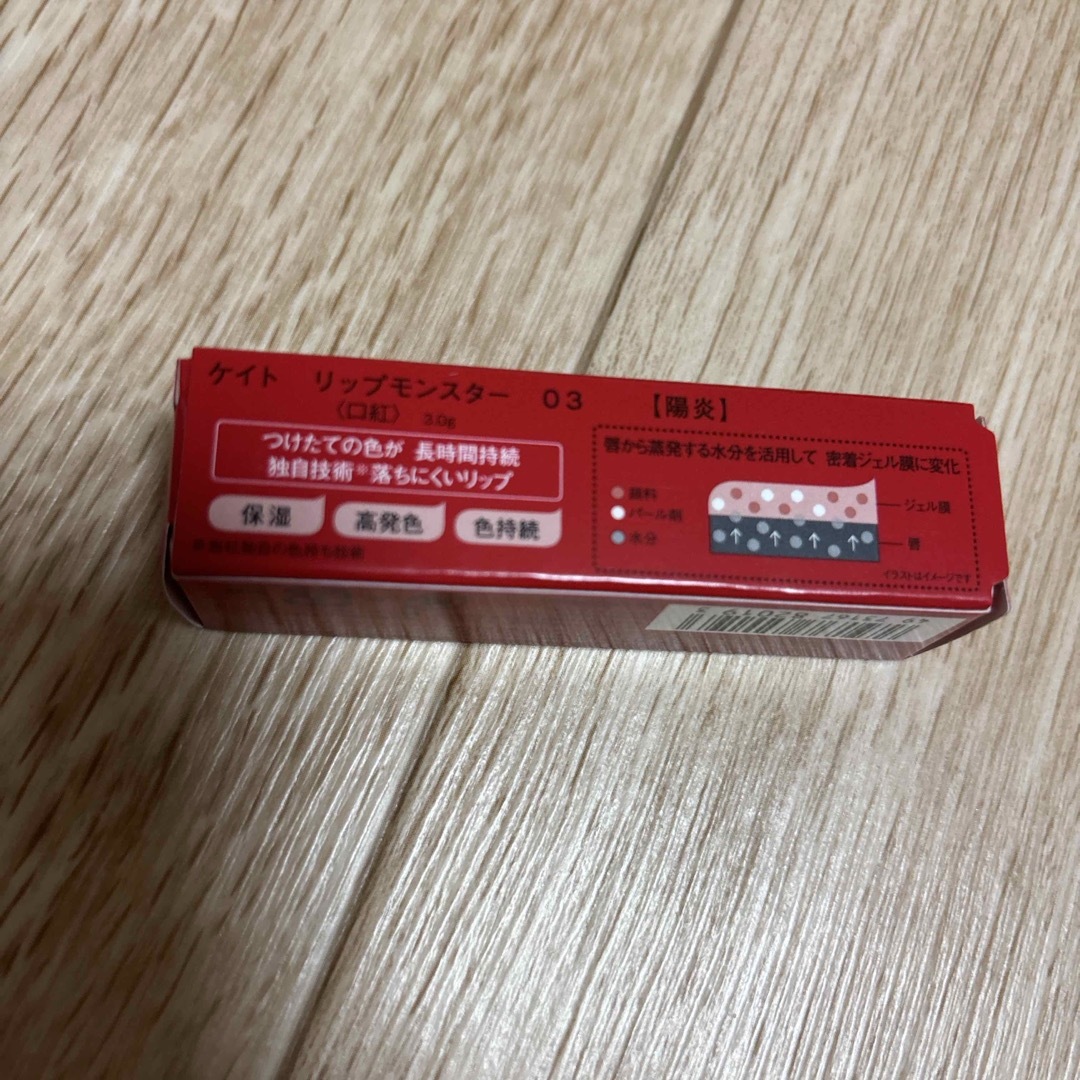 ケイト リップモンスター 03 【陽炎】
〈口紅〉 3.0g
つけたての色が 長時間持続
独自技術※落ちにくいリップ
保湿 高発色 色持続
唇から蒸発する水分を活用して 密着ジェル膜に変化
顔料
パール剤
水分
ジェル膜
唇
イラストはイメージです